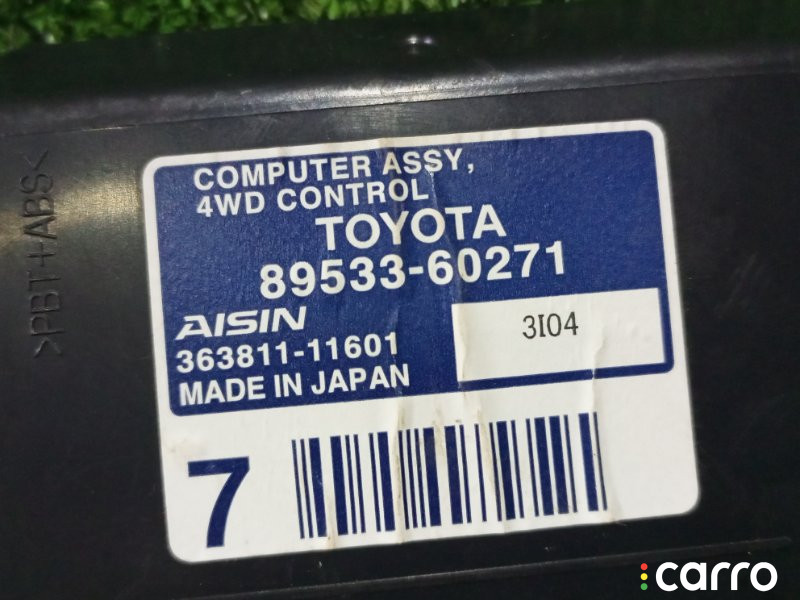 COMPUTER ASSY,
4WD CONTROL
TOYOTA
89533-60271
AISIN
363811-11601
3I04
MADE IN JAPAN
7
>PBT+ABS<
carro